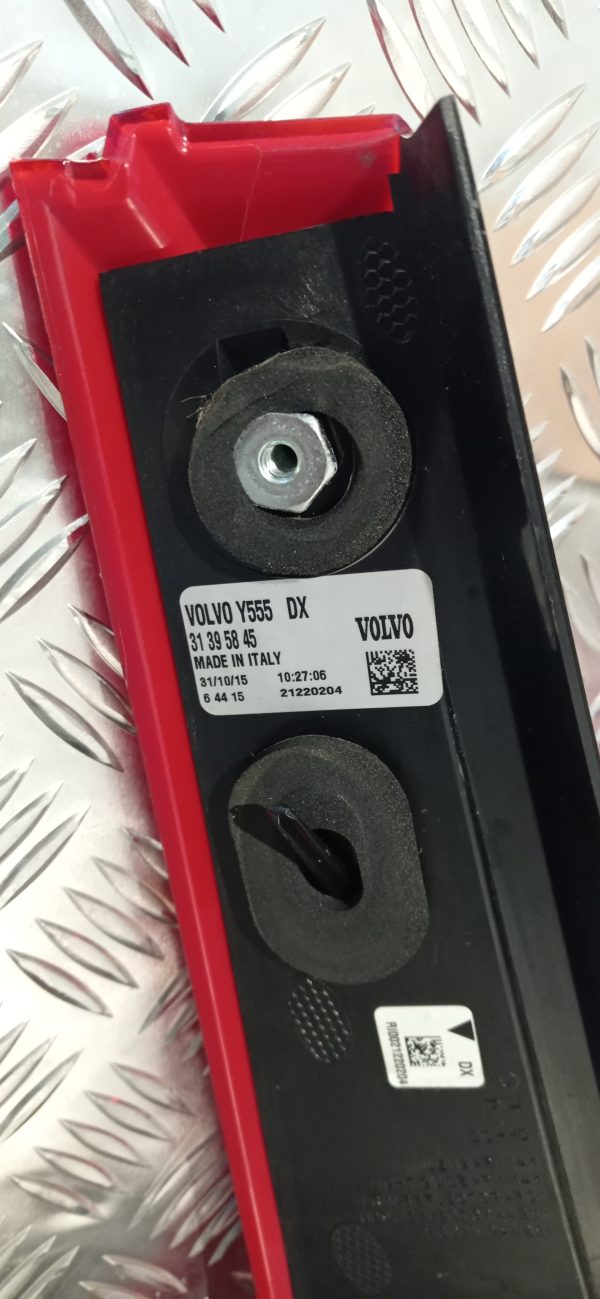 VOLVO Y555 DX
31 39 58 45
VOLVO
MADE IN ITALY
31/10/15 10:27:06
6 44 15 21220204
DX
RID0021220204